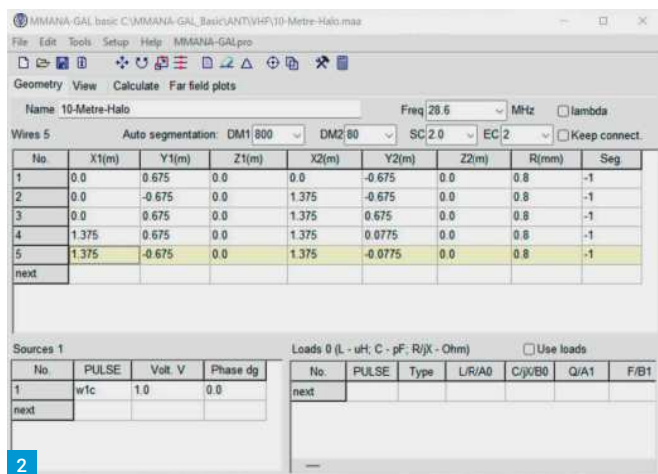 MMANA-GAL basic C:\MMANA-GAL_Basic\ANT\VHF\10-Metre-Halo.maa
File Edit Tools Setup Help MMANA-GALpro
Geometry View Calculate Far field plots
Name 10-Metre-Halo Freq 28.6 MHz lambda
Wires 5 Auto segmentation: DM1 800 DM2 80 SC 2.0 EC 2 Keep connect.
No. X1(m) Y1(m) Z1(m) X2(m) Y2(m) Z2(m) R(mm) Seg.
1 0.0 0.675 0.0 0.0 -0.675 0.0 0.8 -1
2 0.0 -0.675 0.0 1.375 -0.675 0.0 0.8 -1
3 0.0 0.675 0.0 1.375 0.675 0.0 0.8 -1
4 1.375 0.675 0.0 1.375 0.0775 0.0 0.8 -1
5 1.375 -0.675 0.0 1.375 -0.0775 0.0 0.8 -1
next
Sources 1 Loads 0 (L - uH; C - pF; R/jX - Ohm) Use loads
No. PULSE Volt. V Phase dg No. PULSE Type L/R/A0 C/jX/B0 Q/A1 F/B1
1 w1c 1.0 0.0 next
next
2